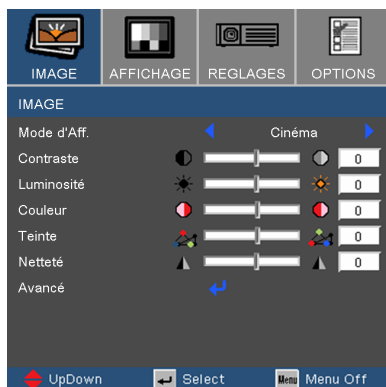 IMAGE AFFICHAGE REGLAGES OPTIONS
IMAGE
Mode d'Aff. Cinéma
Contraste 0
Luminosité 0
Couleur 0
Teinte 0
Netteté 0
Avancé
UpDown Select Menu Menu Off